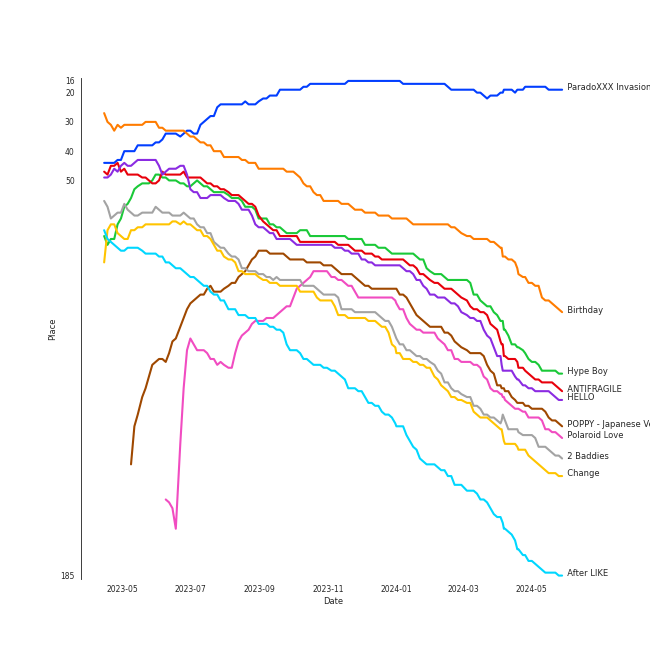 16
20
30
40
50
185
Place
2023-05
2023-07
2023-09
2023-11
2024-01
2024-03
2024-05
Date
ParadoXXX Invasion
Birthday
Hype Boy
ANTIFRAGILE
HELLO
POPPY - Japanese Ve
Polaroid Love
2 Baddies
Change
After LIKE